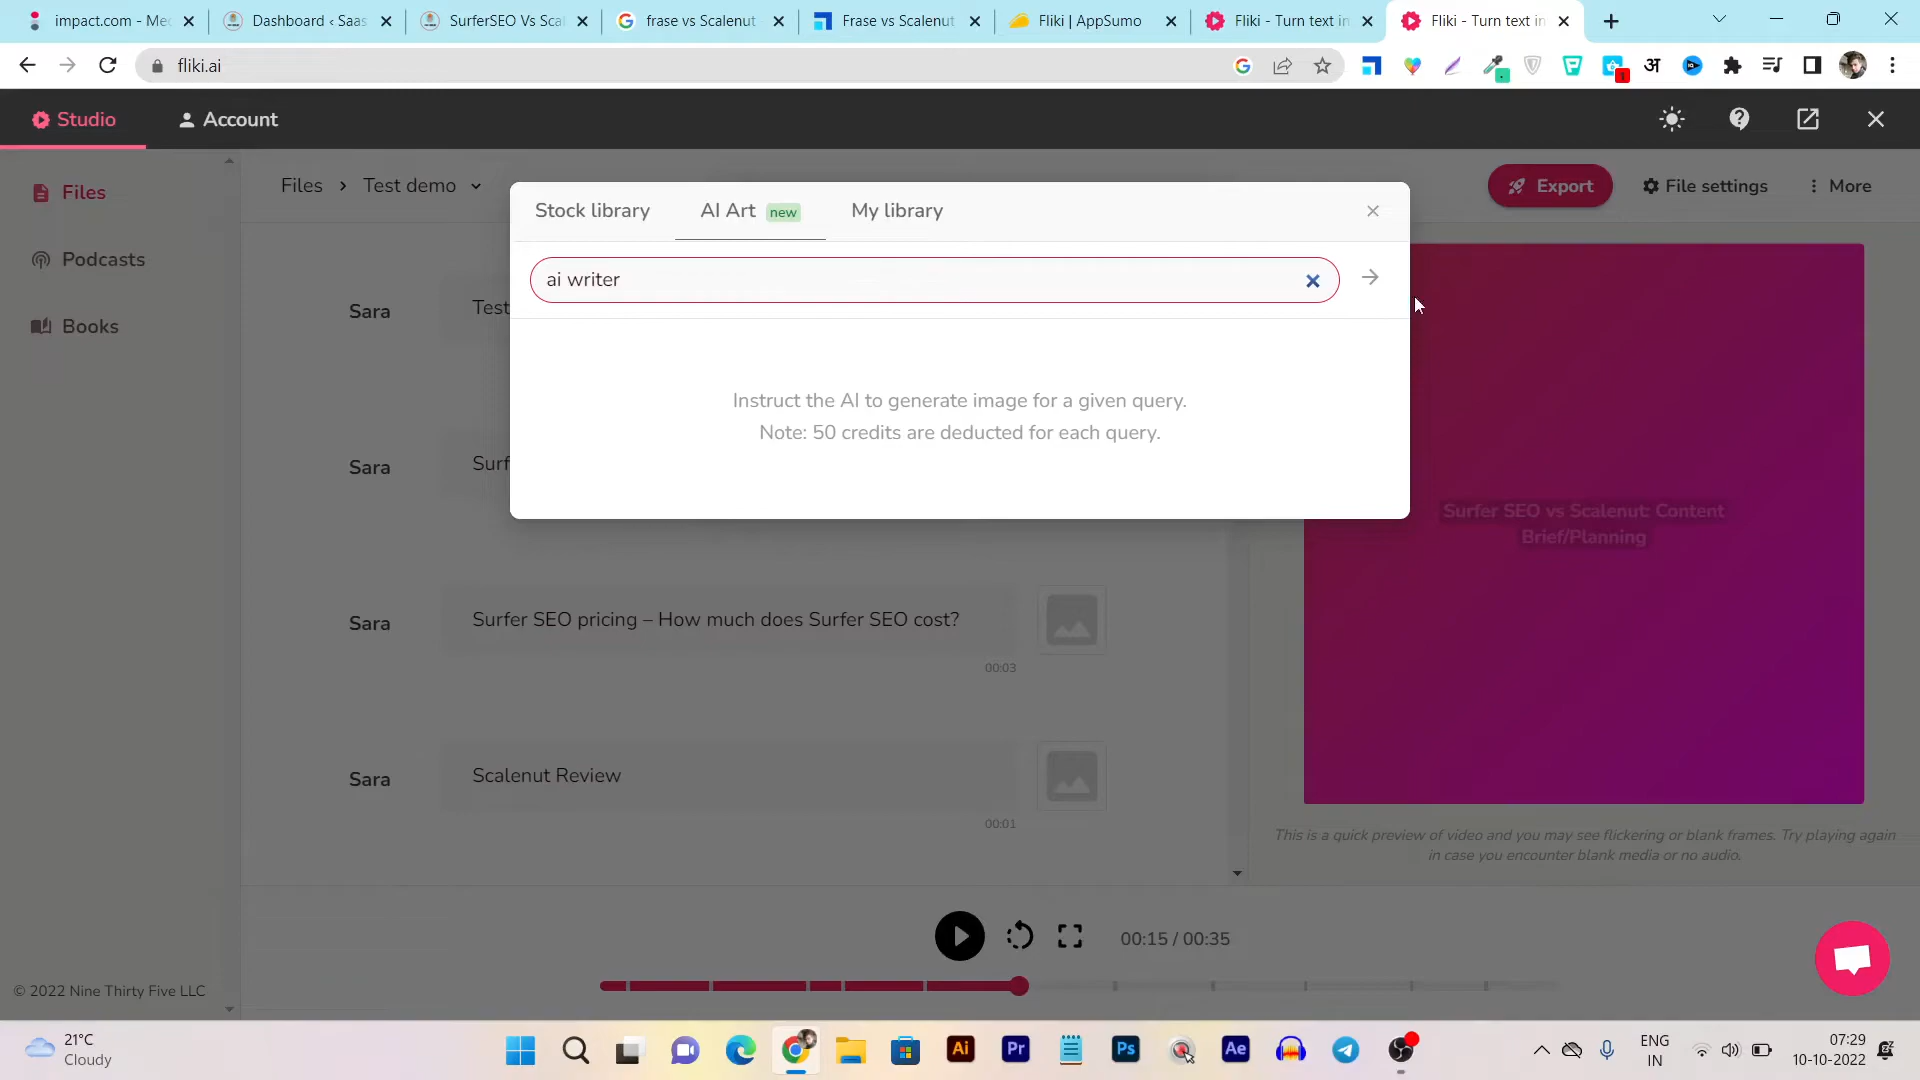 impact.com - Me
Dashboard ‹ Saas
SurferSEO Vs Sca
frase vs Scalenut
Frase vs Scalenut
Fliki | AppSumo
Fliki - Turn text in
Fliki - Turn text in
fliki.ai
अ
Studio
Account
Files
Podcasts
Books
Files › Test demo
Export
File settings
More
Stock library
AI Art new
My library
ai writer
Instruct the AI to generate image for a given query.
Note: 50 credits are deducted for each query.
Sara
Test
Sara
Surf
Sara
Surfer SEO pricing – How much does Surfer SEO cost?
00:03
Sara
Scalenut Review
00:01
Surfer SEO vs Scalenut: Content
Brief/Planning
This is a quick preview of video and you may see flickering or blank frames. Try playing again
in case you encounter blank media or no audio.
00:15 / 00:35
© 2022 Nine Thirty Five LLC
21°C
Cloudy
Ai
Pr
Ps
Ae
ENG
IN
07:29
10-10-2022